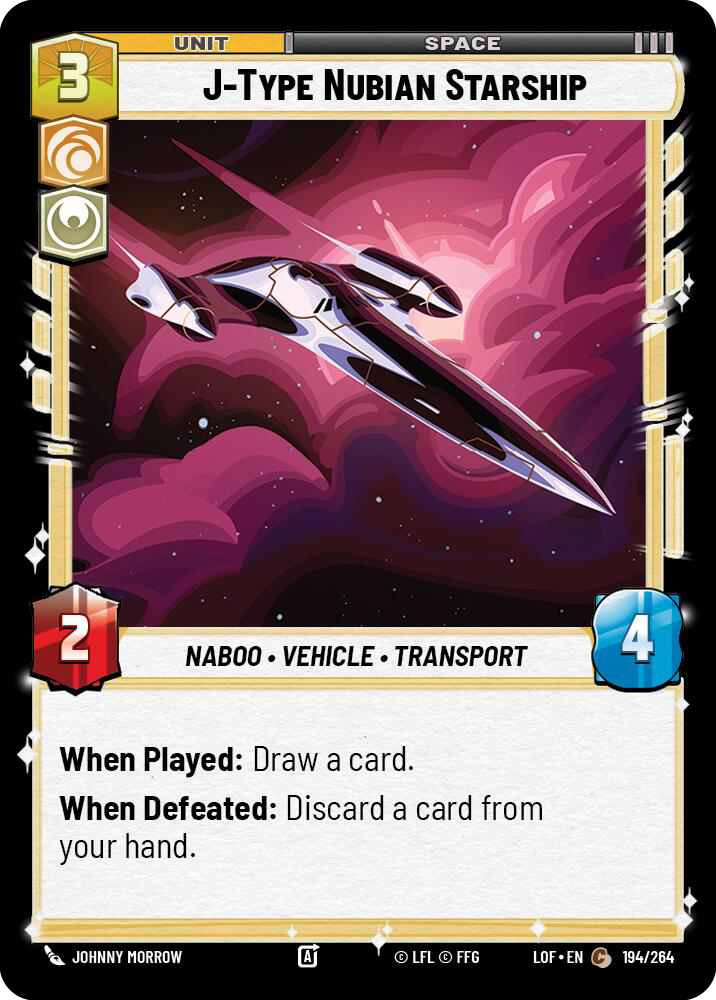 UNIT SPACE
3
J-Type Nubian Starship
2
NABOO • VEHICLE • TRANSPORT
4
When Played: Draw a card.
When Defeated: Discard a card from
your hand.
JOHNNY MORROW A © LFL © FFG LOF • EN C 194/264